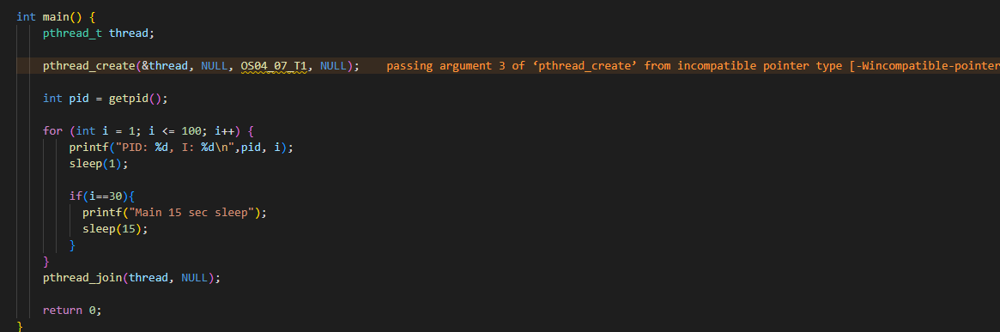 int main() {
pthread_t thread;
pthread_create(&thread, NULL, OS04_07_T1, NULL); passing argument 3 of ‘pthread_create’ from incompatible pointer type [-Wincompatible-pointer
int pid = getpid();
for (int i = 1; i <= 100; i++) {
printf("PID: %d, I: %d\n",pid, i);
sleep(1);
if(i==30){
printf("Main 15 sec sleep");
sleep(15);
}
}
pthread_join(thread, NULL);
return 0;
}